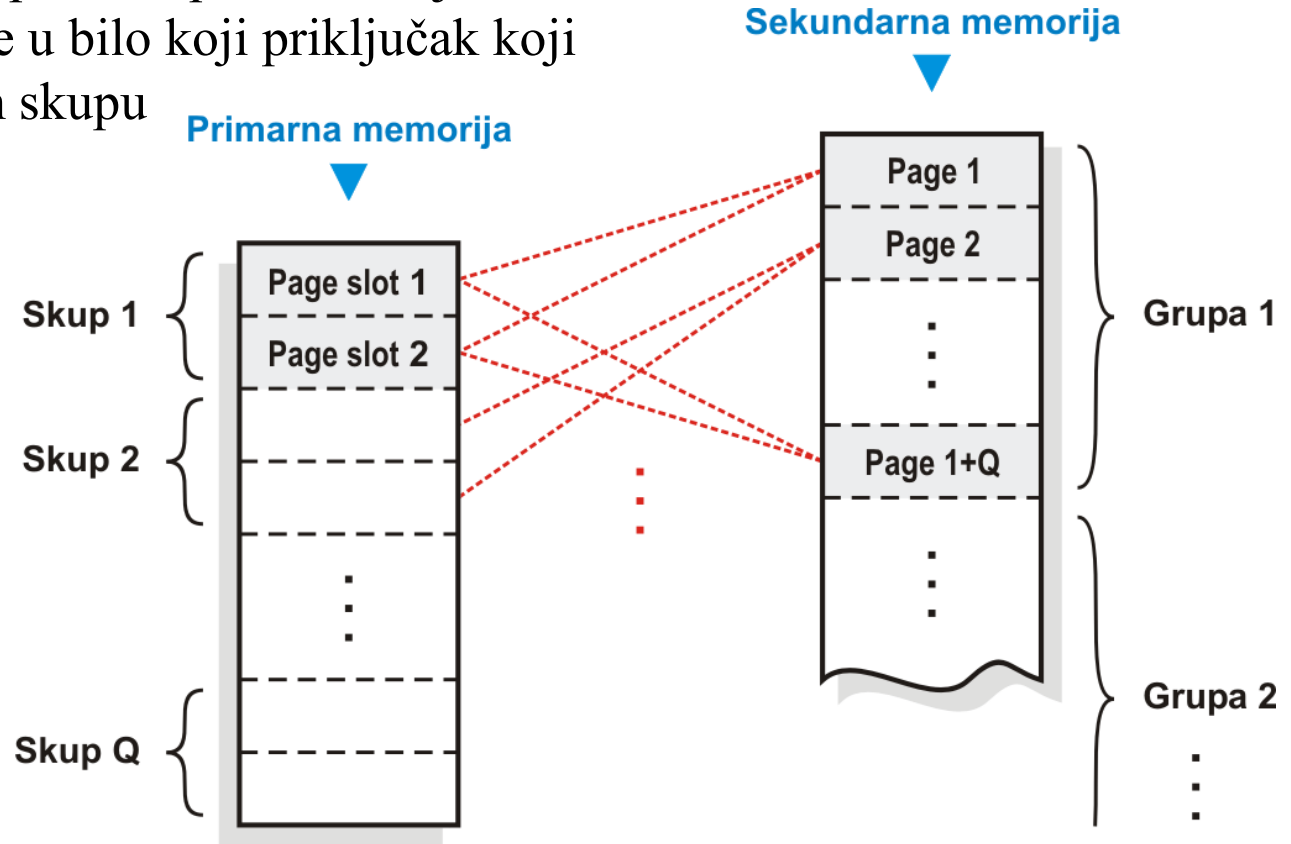 e u bilo koji priključak koji
skupu
Sekundarna memorija
Primarna memorija
Page 1
Page 2
Page slot 1
Skup 1
Grupa 1
Page slot 2
Skup 2
Page 1+Q
Grupa 2
Skup Q